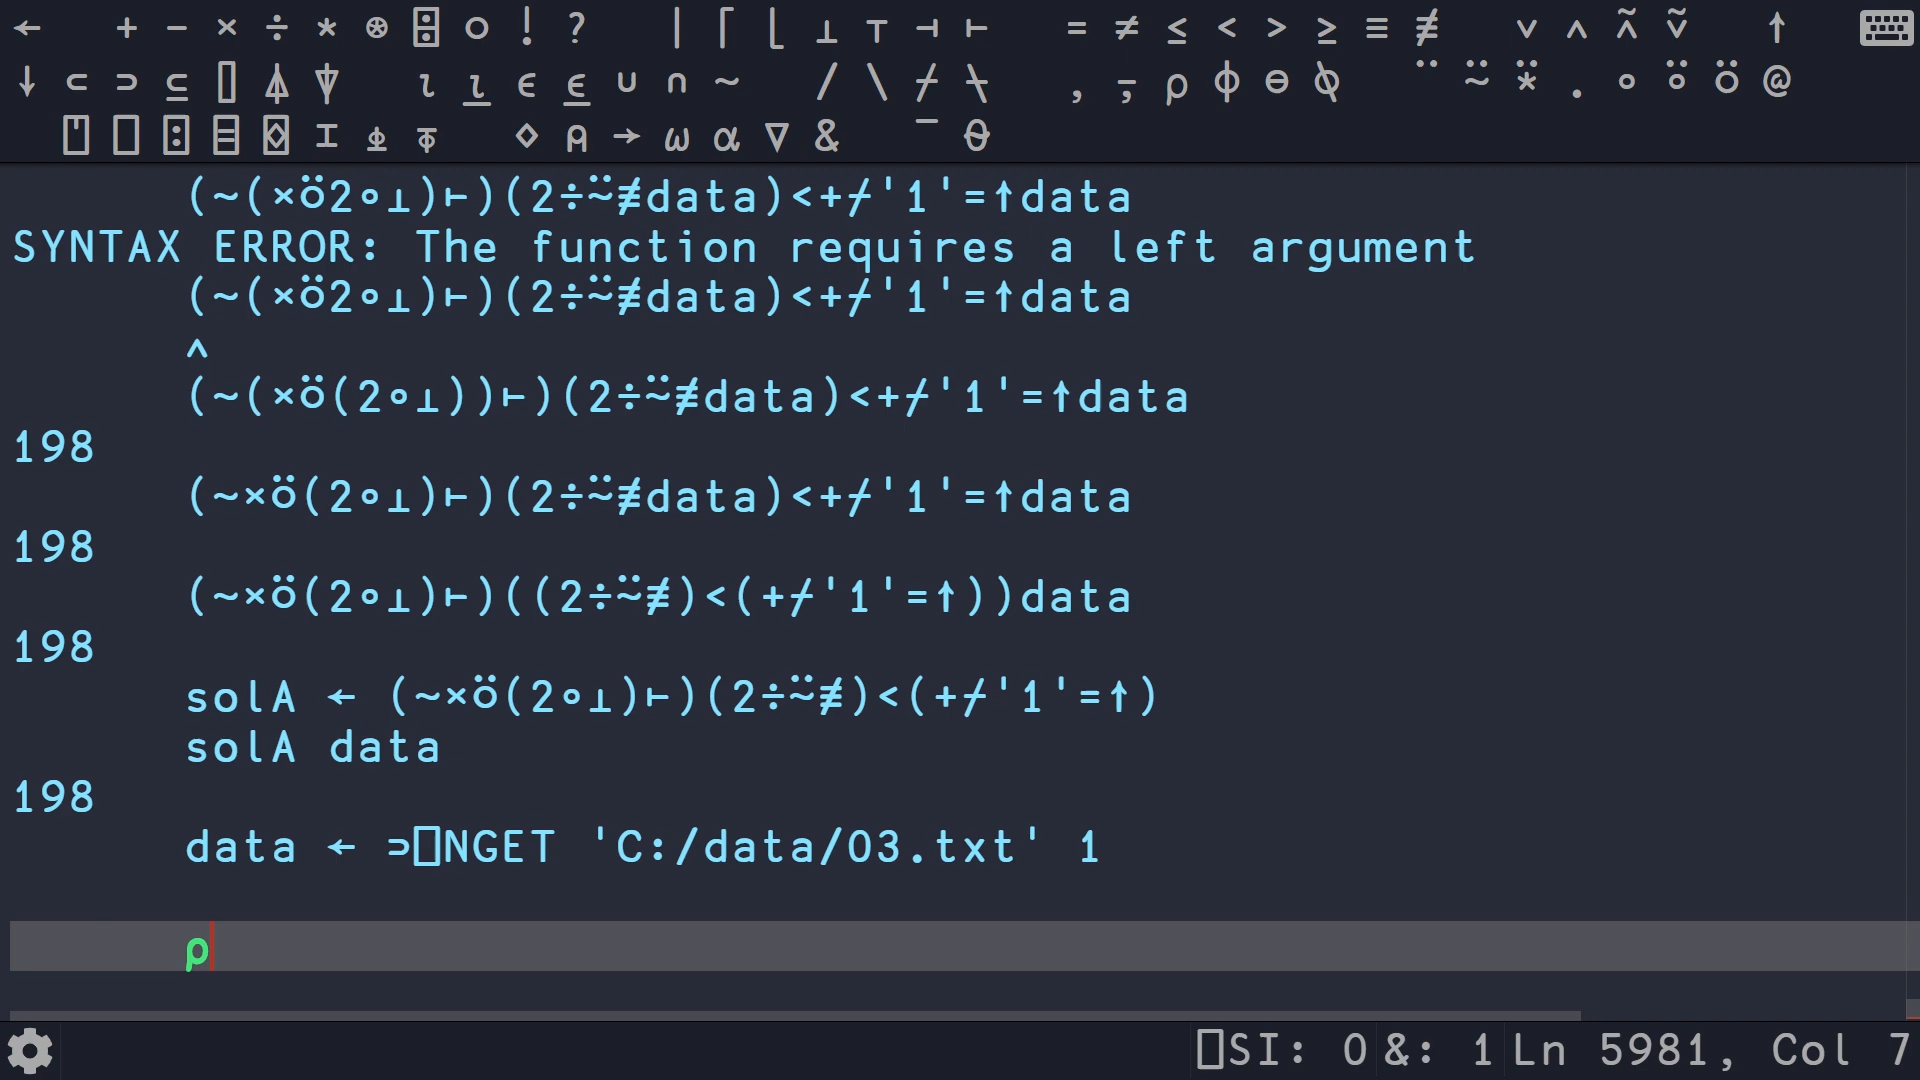 ← + - × ÷ * ⍟ ⌹ ○ ! ? | ⌈ ⌊ ⊥ ⊤ ⊣ ⊢ = ≠ ≤ < > ≥ ≡ ≢ ∨ ∧ ⍲ ⍱ ↑
↓ ⊂ ⊃ ⊆ ⌷ ⍋ ⍒ ⍳ ⍸ ∊ ⍷ ∪ ∩ ~ / \ ⌿ ⍀ , ⍪ ⍴ ⌽ ⊖ ⍉ ¨ ⍨ ⍣ . ∘ ⍤ ⍥ @
⍞ ⎕ ⍠ ⌸ ⌺ ⌶ ⍎ ⍕ ⋄ ⍝ → ⍵ ⍺ ∇ & ¯ ⍬
(~(×⍥2∘⊥)⊢)(2÷⍨≢data)<+⌿'1'=↑data
SYNTAX ERROR: The function requires a left argument
(~(×⍥2∘⊥)⊢)(2÷⍨≢data)<+⌿'1'=↑data
∧
(~(×⍥(2∘⊥))⊢)(2÷⍨≢data)<+⌿'1'=↑data
198
(~×⍥(2∘⊥)⊢)(2÷⍨≢data)<+⌿'1'=↑data
198
(~×⍥(2∘⊥)⊢)((2÷⍨≢)<(+⌿'1'=↑))data
198
solA ← (~×⍥(2∘⊥)⊢)(2÷⍨≢)<(+⌿'1'=↑)
solA data
198
data ← ⊃⎕NGET 'C:/data/03.txt' 1
⍴
⎕SI: 0 &: 1 Ln 5981, Col 7